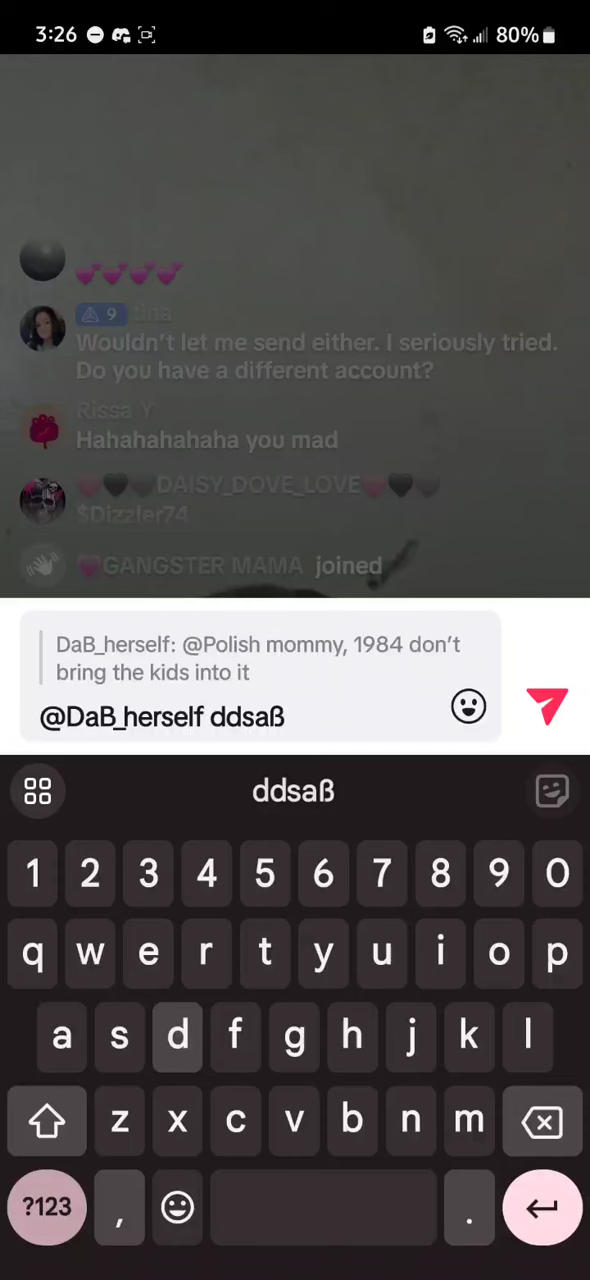 3:26
80%
💕💕💕💕
9 tina
Wouldn't let me send either. I seriously tried.
Do you have a different account?
Rissa Y
Hahahahahaha you mad
🩷🖤🩶DAISY_DOVE_LOVE🩷🖤🩶
$Dizzler74
🩷GANGSTER MAMA joined
DaB_herself: @Polish mommy, 1984 don't
bring the kids into it
@DaB_herself ddsaß
ddsaß
1 2 3 4 5 6 7 8 9 0
q w e r t y u i o p
a s d f g h j k l
z x c v b n m
?123 , .